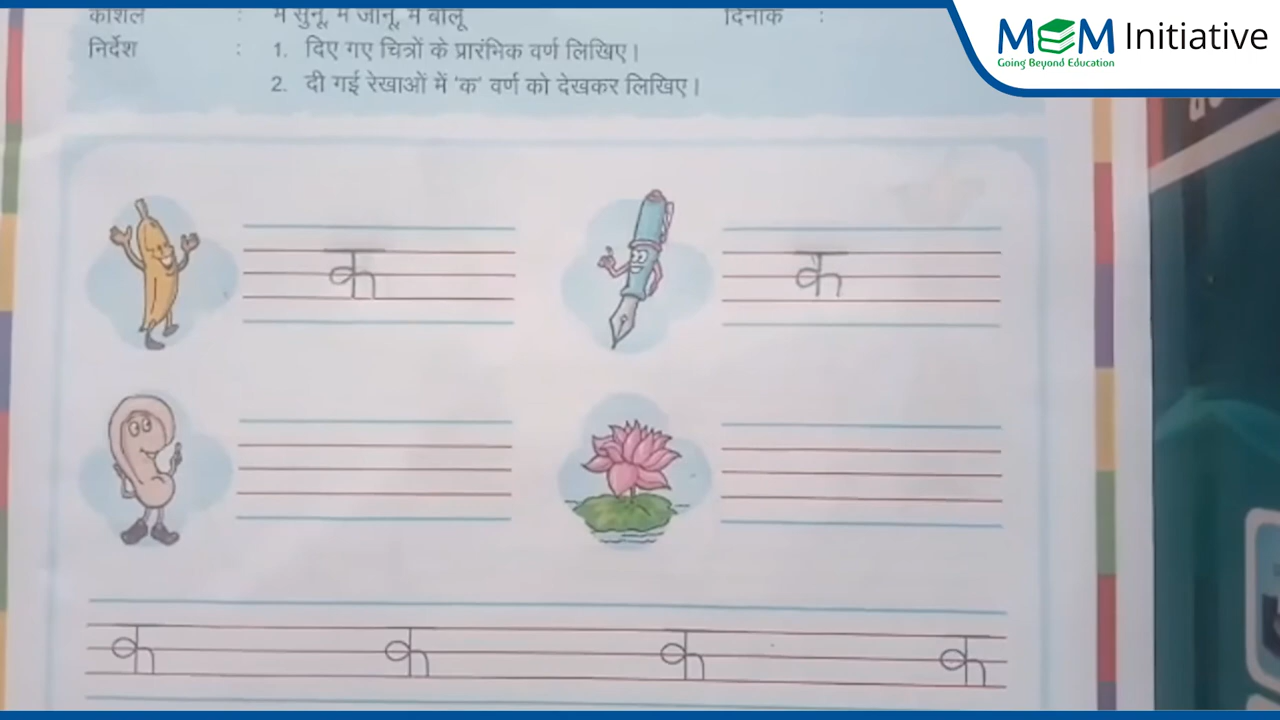 MEM Initiative
Going Beyond Education
कौशल : मैं सुनूँ, मैं जानूँ, मैं बोलूँ दिनांक :
निर्देश : 1. दिए गए चित्रों के प्रारंभिक वर्ण लिखिए।
2. दी गई रेखाओं में ‘क’ वर्ण को देखकर लिखिए।
क क
क क क क